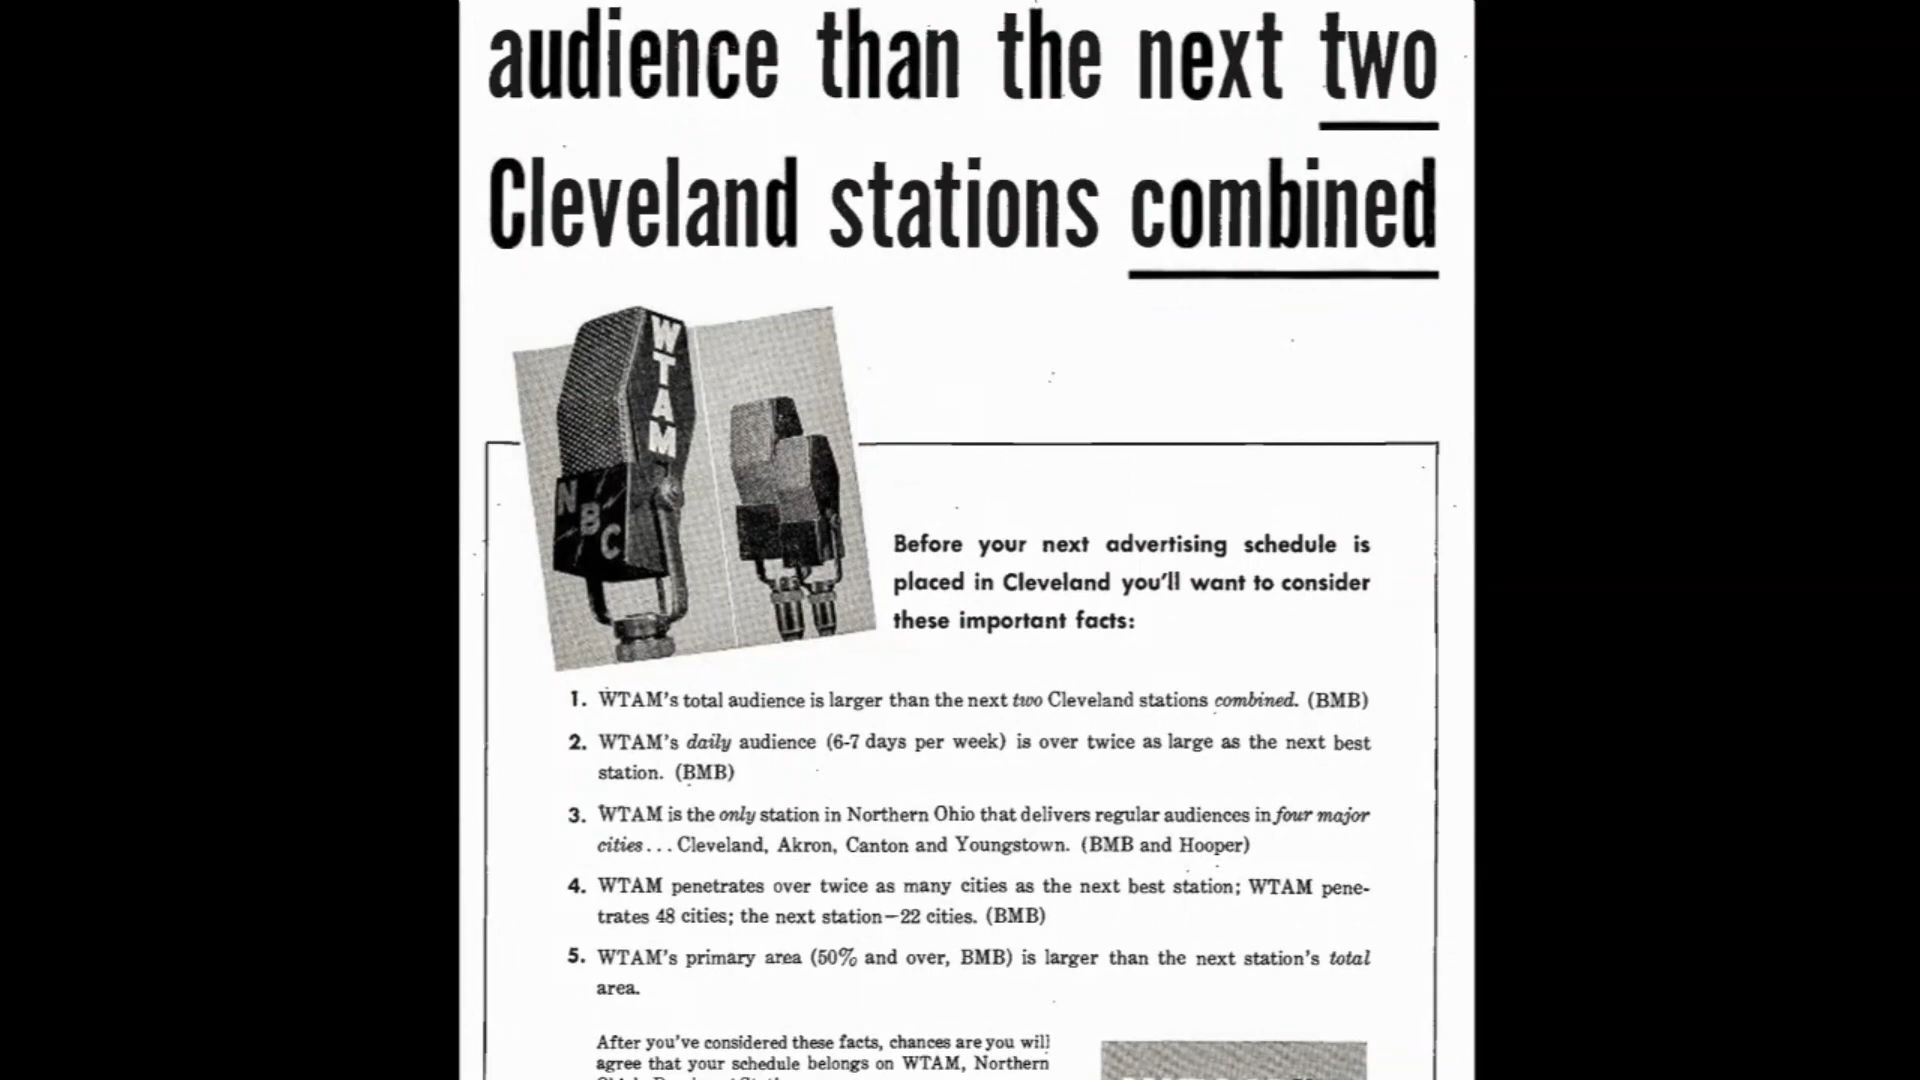 audience than the next two
Cleveland stations combined
WTAM
NBC
Before your next advertising schedule is
placed in Cleveland you'll want to consider
these important facts:
1. WTAM's total audience is larger than the next two Cleveland stations combined. (BMB)
2. WTAM's daily audience (6-7 days per week) is over twice as large as the next best
station. (BMB)
3. WTAM is the only station in Northern Ohio that delivers regular audiences in four major
cities... Cleveland, Akron, Canton and Youngstown. (BMB and Hooper)
4. WTAM penetrates over twice as many cities as the next best station; WTAM pene-
trates 48 cities; the next station—22 cities. (BMB)
5. WTAM's primary area (50% and over, BMB) is larger than the next station's total
area.
After you've considered these facts, chances are you will
agree that your schedule belongs on WTAM, Northern